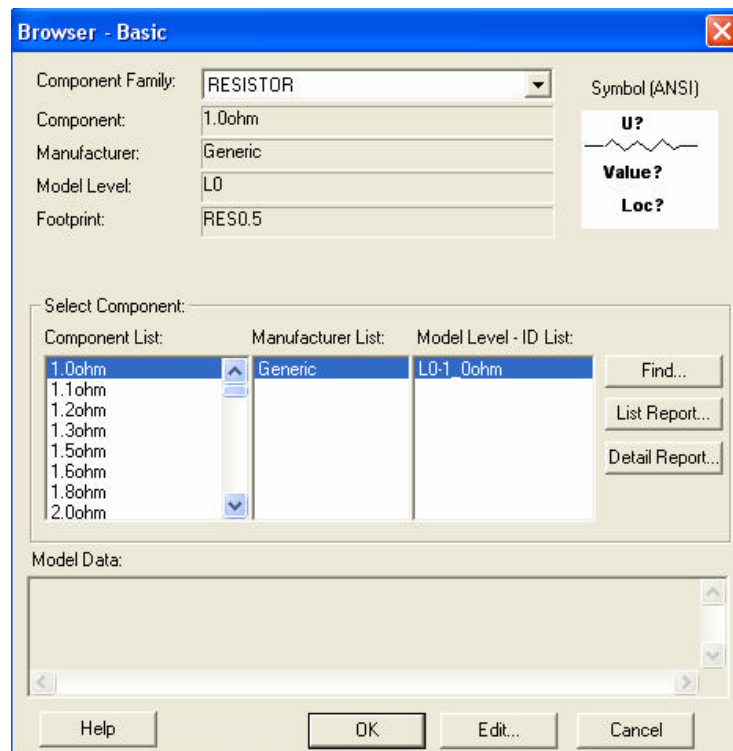 Browser - Basic
Component Family: RESISTOR
Symbol (ANSI)
Component: 1.0ohm
U?
Manufacturer: Generic
Value?
Model Level: L0
Loc?
Footprint: RES0.5
Select Component:
Component List: Manufacturer List: Model Level - ID List:
1.0ohm Generic L0-1_0ohm Find...
1.1ohm
1.2ohm List Report...
1.3ohm
1.5ohm Detail Report...
1.6ohm
1.8ohm
2.0ohm
Model Data:
Help OK Edit... Cancel